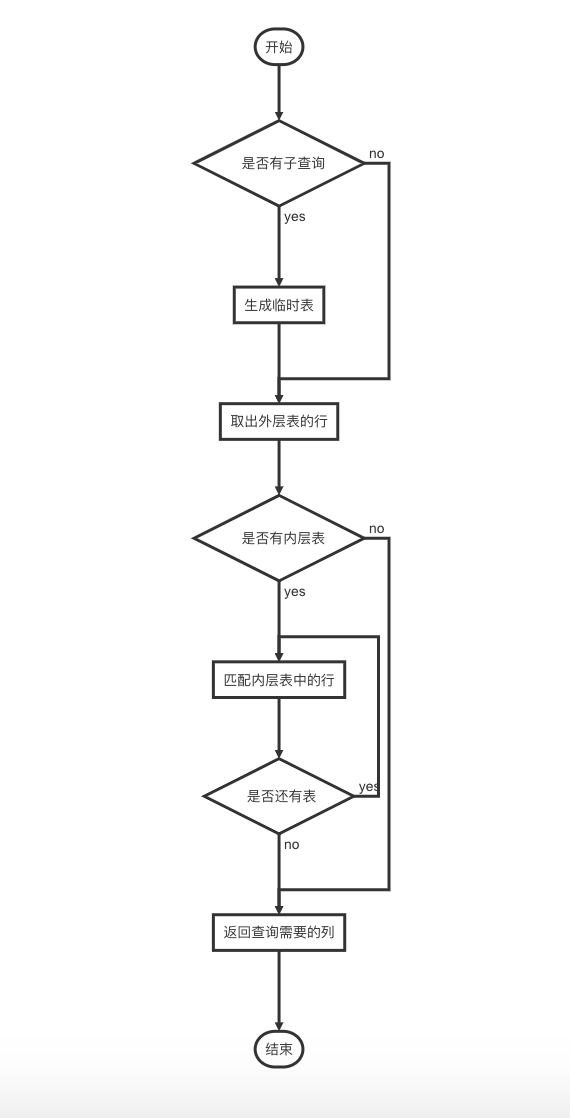 开始
是否有子查询
no
yes
生成临时表
取出外层表的行
是否有内层表
no
yes
匹配内层表中的行
是否还有表
yes
no
返回查询需要的列
结束